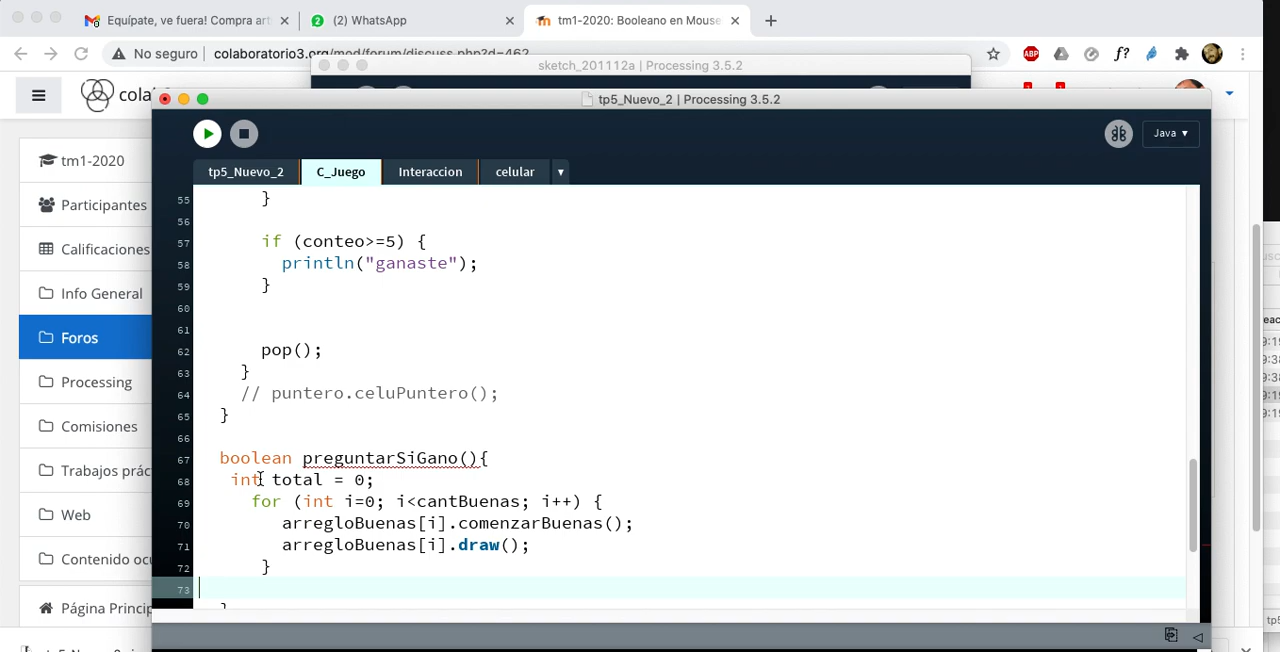 Equípate, ve fuera! Compra art
(2) WhatsApp
tm1-2020: Booleano en Mouse
No seguro
colaboratorio3.org/mod/forum/discuss.php?d=462
ABP
f?
sketch_201112a | Processing 3.5.2
tp5_Nuevo_2 | Processing 3.5.2
Java ▾
tp5_Nuevo_2
C_Juego
Interaccion
celular
tm1-2020
Participantes
Calificaciones
Info General
Foros
Processing
Comisiones
Trabajos prác
Web
Contenido ocu
Página Princip
55 }
56
57 if (conteo>=5) {
58 println("ganaste");
59 }
60
61
62 pop();
63 }
64 // puntero.celuPuntero();
65 }
66
67 boolean preguntarSiGano(){
68 int total = 0;
69 for (int i=0; i<cantBuenas; i++) {
70 arregloBuenas[i].comenzarBuenas();
71 arregloBuenas[i].draw();
72 }
73